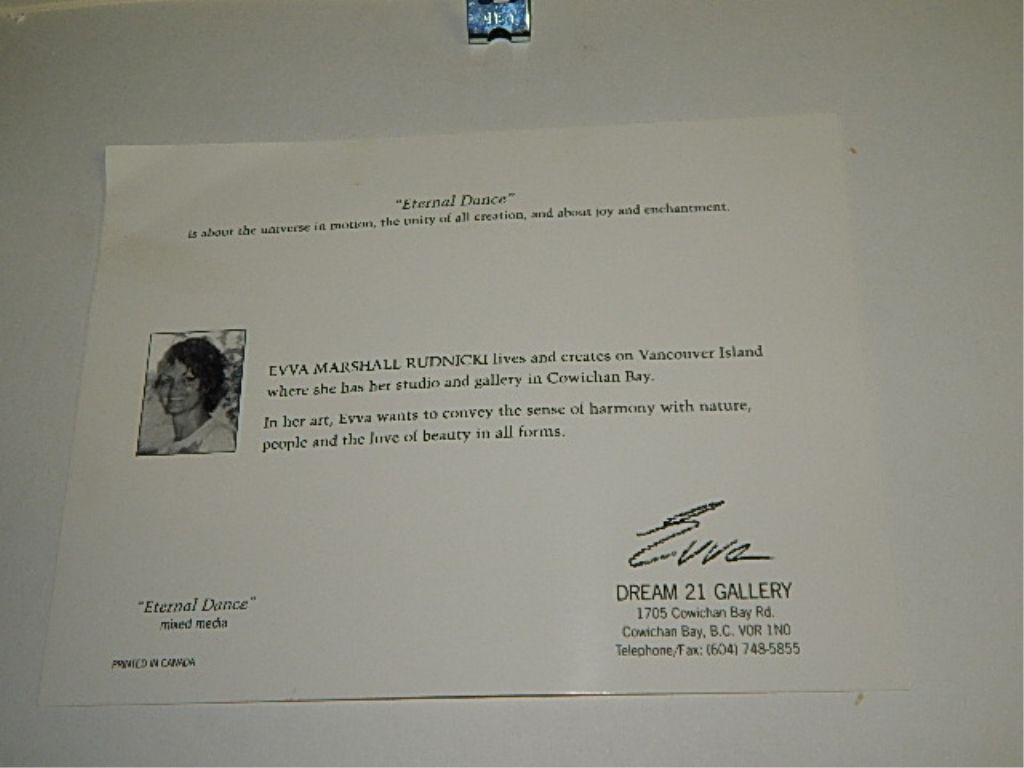 "Eternal Dance"
is about the universe in motion, the unity of all creation, and about joy and enchantment.
EVVA MARSHALL RUDNICKI lives and creates on Vancouver Island
where she has her studio and gallery in Cowichan Bay.
In her art, Evva wants to convey the sense of harmony with nature,
people and the love of beauty in all forms.
Evva
DREAM 21 GALLERY
1705 Cowichan Bay Rd.
Cowichan Bay, B.C. V0R 1N0
Telephone/Fax: (604) 748-5855
"Eternal Dance"
mixed media
PRINTED IN CANADA